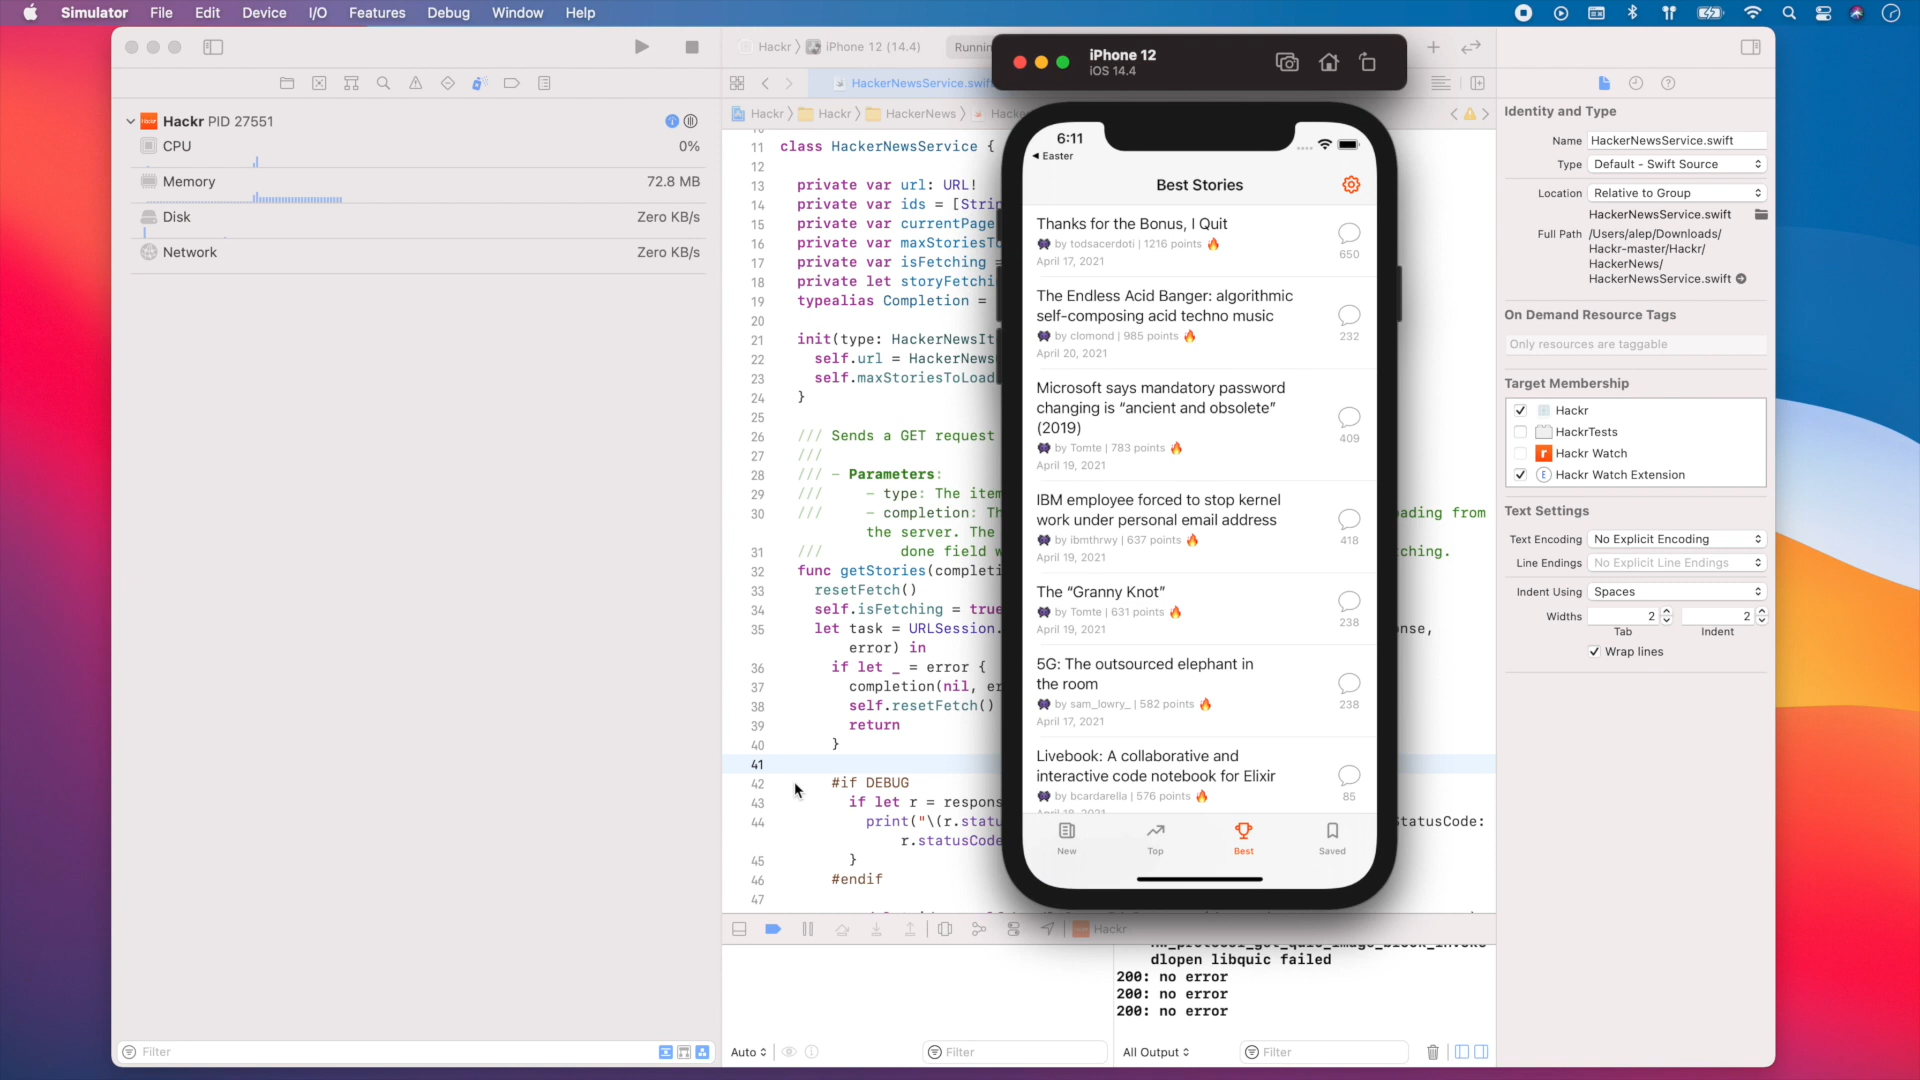 Simulator File Edit Device I/O Features Debug Window Help
Hackr
iPhone 12 (14.4)
Hackr PID 27551
CPU 0%
Memory 72.8 MB
Disk Zero KB/s
Network Zero KB/s
Filter
HackerNewsService.swift
Hackr Hackr HackerNews
11 class HackerNewsService {
12
13 private var url: URL!
14 private var ids = [
15 private var currentPage
16 private var
17 private var isFetching =
18 private let
19 typealias Completion =
20
21 init(type:
22 self.url =
23 self.maxStoriesToLoad
24 }
25
26 /// Sends a GET request
27 ///
28 /// - Parameters:
29 /// - type: The
30 /// - completion: from
the server. The
31 /// done field
32 func getStories(
33 resetFetch()
34 self.isFetching = true
35 let task = URLSession.
error) in
36 if let _ = error {
37 completion(nil,
38 self.resetFetch()
39 return
40 }
41
42 #if DEBUG
43 if let r =
44 print("\(r. tatusCode:
r.statusCode
45 }
46 #endif
47
iPhone 12
iOS 14.4
6:11
Easter
Best Stories
Thanks for the Bonus, I Quit
by todsacerdoti | 1216 points 🔥
650
April 17, 2021
The Endless Acid Banger: algorithmic
self-composing acid techno music
by clomond | 985 points 🔥
232
April 20, 2021
Microsoft says mandatory password
changing is “ancient and obsolete”
(2019)
409
by Tomte | 783 points 🔥
April 19, 2021
IBM employee forced to stop kernel
work under personal email address
by ibmthrwy | 637 points 🔥
418
April 19, 2021
The “Granny Knot”
by Tomte | 631 points 🔥
238
April 19, 2021
5G: The outsourced elephant in
the room
by sam_lowry_ | 582 points 🔥
238
April 17, 2021
Livebook: A collaborative and
interactive code notebook for Elixir
by bcardarella | 576 points 🔥
85
New Top Best Saved
Hackr
dlopen libquic failed
200: no error
200: no error
200: no error
Auto Filter All Output Filter
Identity and Type
Name HackerNewsService.swift
Type Default - Swift Source
Location Relative to Group
HackerNewsService.swift
Full Path /Users/alep/Downloads/
Hackr-master/Hackr/
HackerNews/
HackerNewsService.swift
On Demand Resource Tags
Only resources are taggable
Target Membership
Hackr
HackrTests
r Hackr Watch
E Hackr Watch Extension
Text Settings
Text Encoding No Explicit Encoding
Line Endings No Explicit Line Endings
Indent Using Spaces
Widths 2 2
Tab Indent
Wrap lines